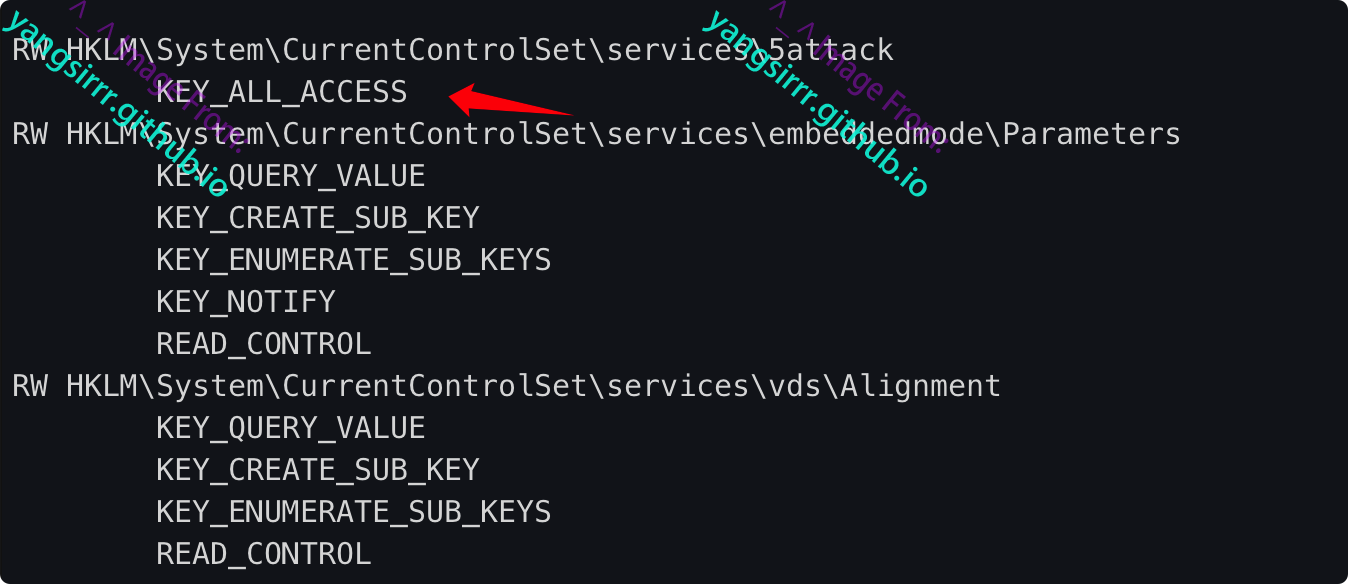 RW HKLM\System\CurrentControlSet\services\5attack
KEY_ALL_ACCESS
RW HKLM\System\CurrentControlSet\services\embeddedmode\Parameters
KEY_QUERY_VALUE
KEY_CREATE_SUB_KEY
KEY_ENUMERATE_SUB_KEYS
KEY_NOTIFY
READ_CONTROL
RW HKLM\System\CurrentControlSet\services\vds\Alignment
KEY_QUERY_VALUE
KEY_CREATE_SUB_KEY
KEY_ENUMERATE_SUB_KEYS
READ_CONTROL
^_^Image From:
yangsirrr.github.io
^_^Image From:
yangsirrr.github.io